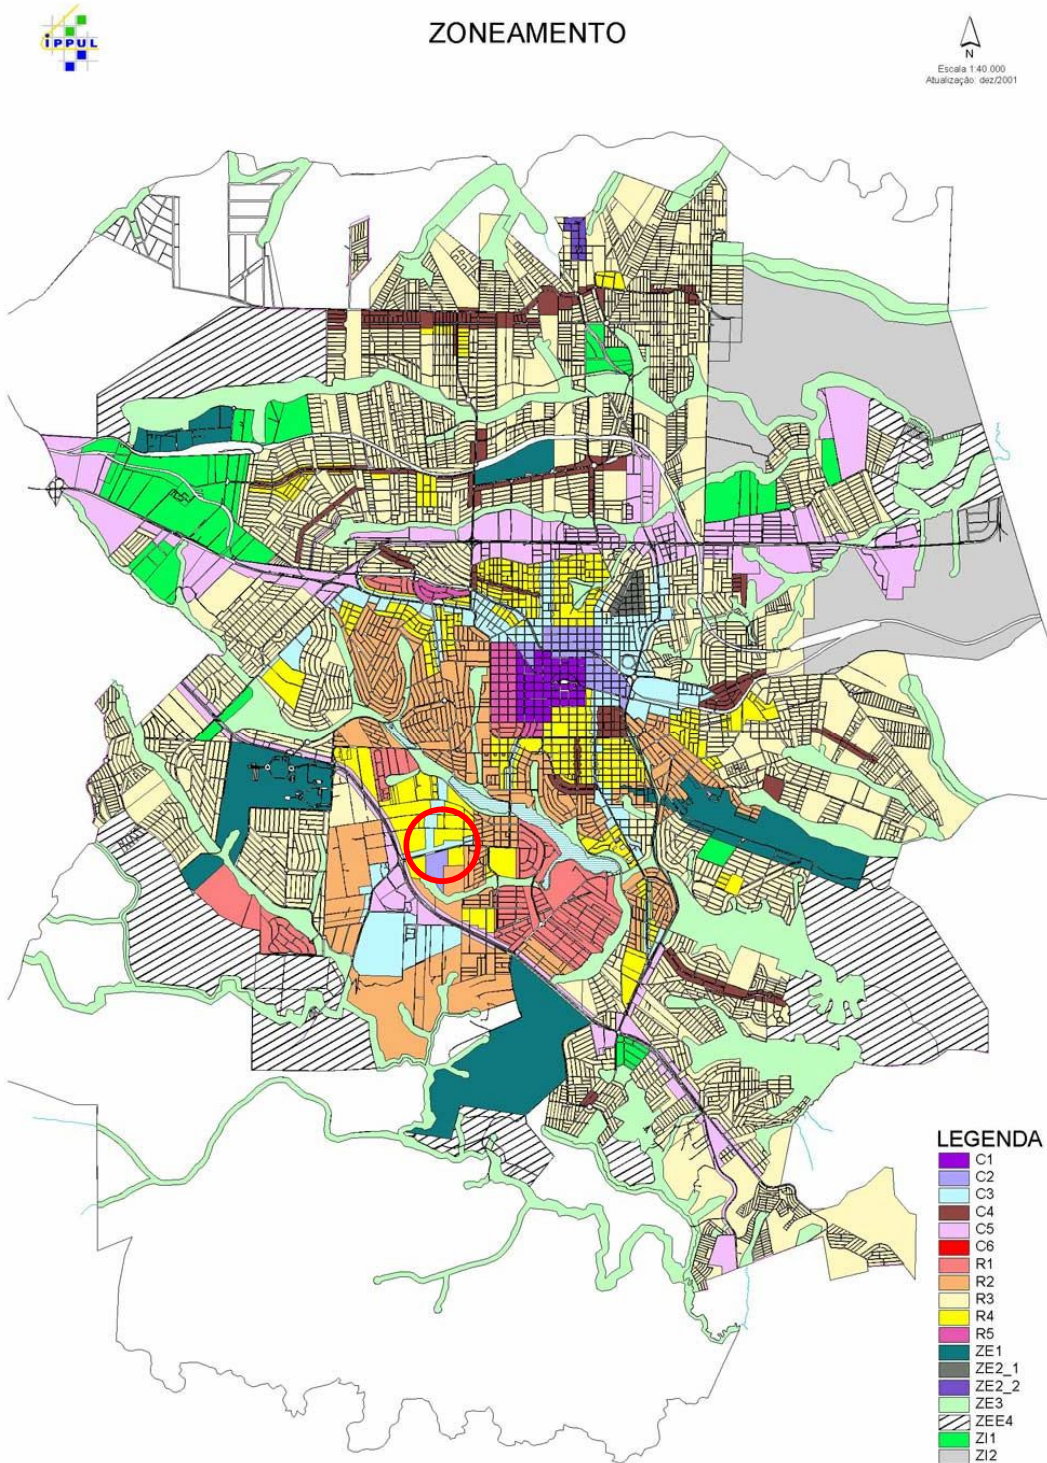 IPPUL
ZONEAMENTO
N
Escala 1:40.000
Atualização: dez/2001
LEGENDA
C1
C2
C3
C4
C5
C6
R1
R2
R3
R4
R5
ZE1
ZE2_1
ZE2_2
ZE3
ZEE4
ZI1
ZI2